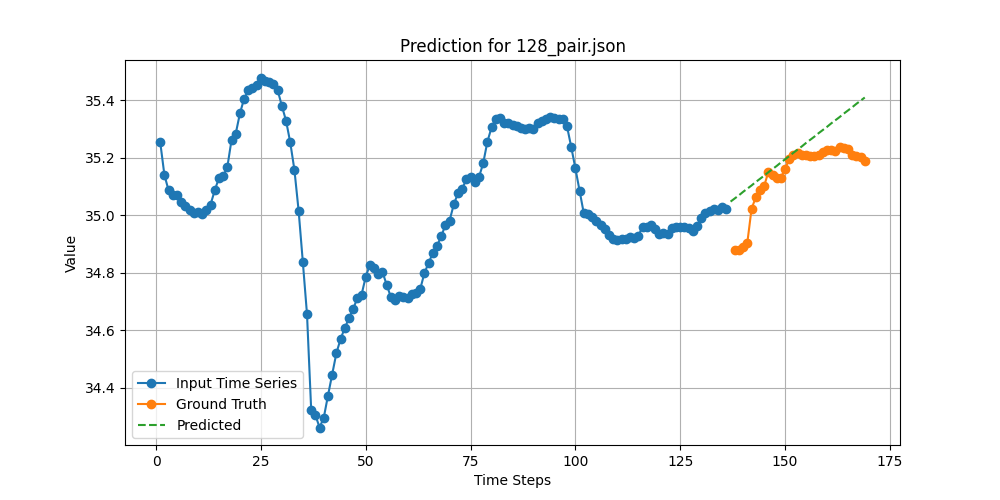 Prediction for 128_pair.json
35.4
35.2
35.0
34.8
34.6
34.4
Value
Input Time Series
Ground Truth
Predicted
0 25 50 75 100 125 150 175
Time Steps